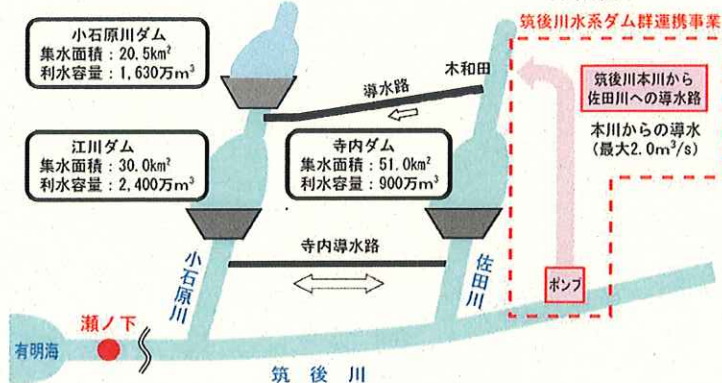 筑後川水系ダム群連携事業
小石原川ダム
集水面積：20.5km²
利水容量：1,630万m³
木和田
導水路
筑後川本川から
佐田川への導水路
本川からの導水
(最大2.0m³/s)
江川ダム
集水面積：30.0km²
利水容量：2,400万m³
寺内ダム
集水面積：51.0km²
利水容量：900万m³
小石原川
寺内導水路
佐田川
ポンプ
瀬ノ下
有明海
筑後川